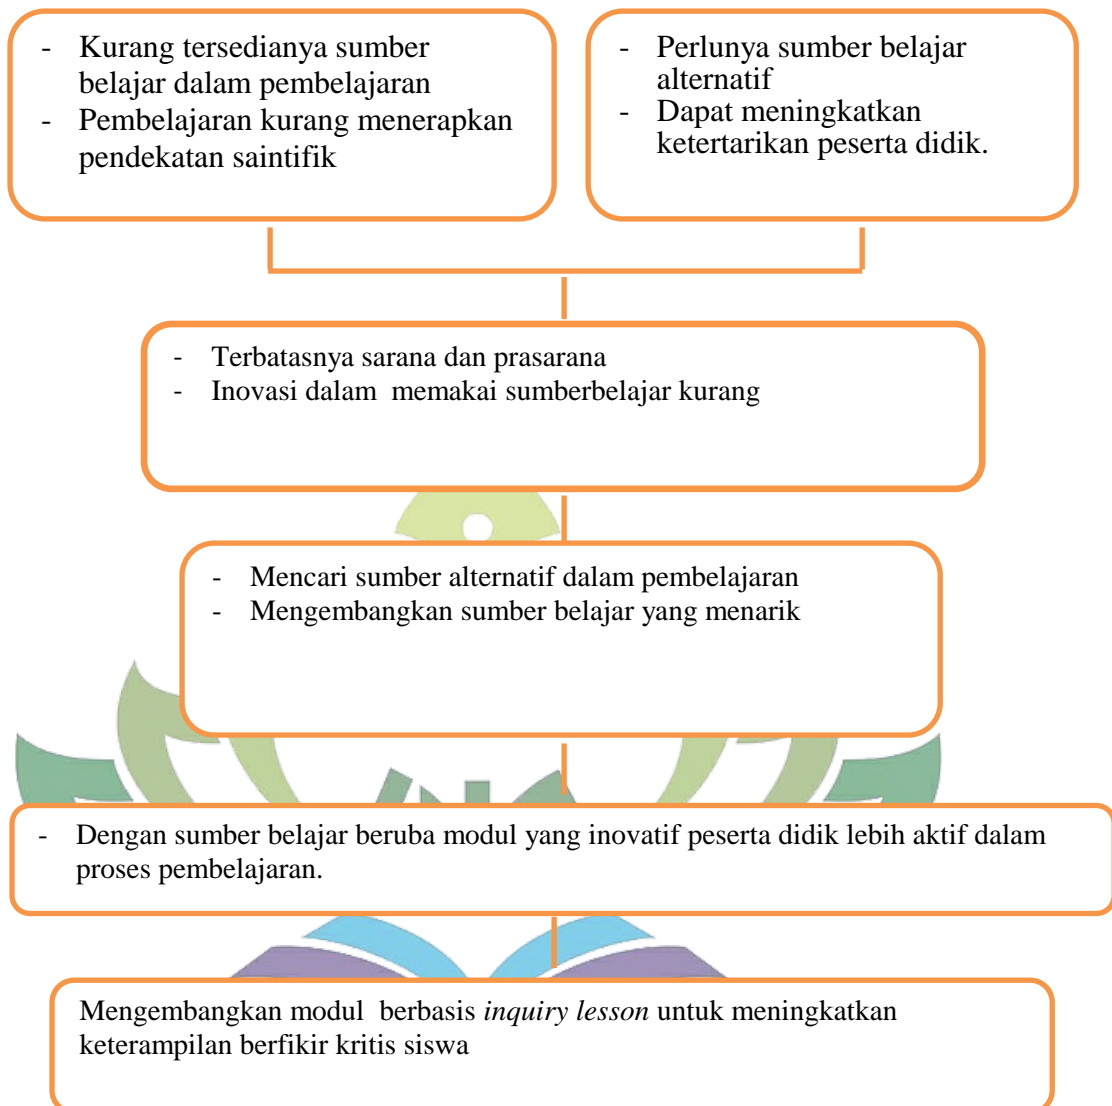 - Kurang tersedianya sumber
belajar dalam pembelajaran
- Pembelajaran kurang menerapkan
pendekatan saintifik
- Perlunya sumber belajar
alternatif
- Dapat meningkatkan
ketertarikan peserta didik.
- Terbatasnya sarana dan prasarana
- Inovasi dalam memakai sumberbelajar kurang
- Mencari sumber alternatif dalam pembelajaran
- Mengembangkan sumber belajar yang menarik
- Dengan sumber belajar beruba modul yang inovatif peserta didik lebih aktif dalam
proses pembelajaran.
Mengembangkan modul berbasis inquiry lesson untuk meningkatkan
keterampilan berfikir kritis siswa